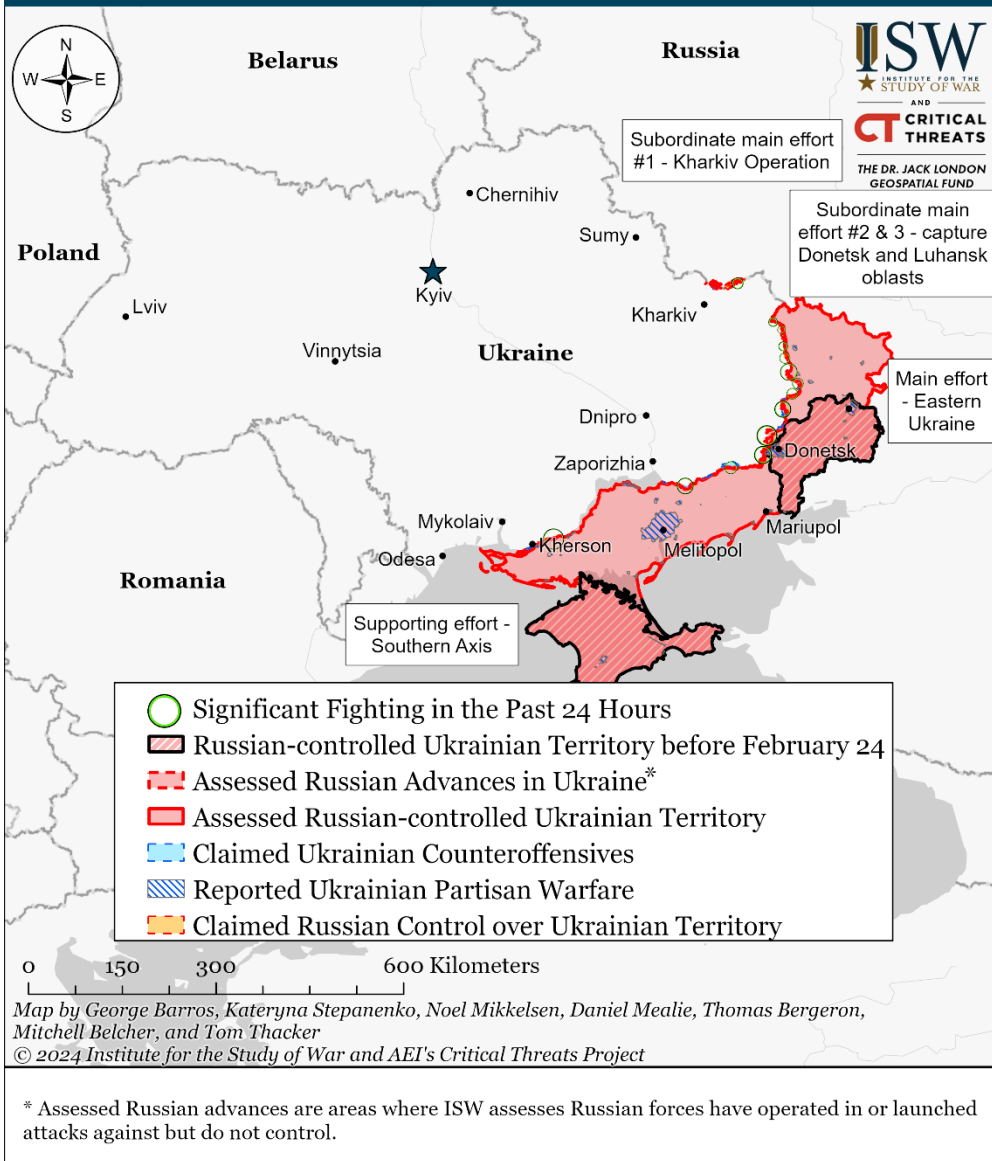 N
W E
S
Belarus
Russia
ISW
INSTITUTE FOR THE
STUDY OF WAR
AND
CT CRITICAL
THREATS
THE DR. JACK LONDON
GEOSPATIAL FUND
Subordinate main effort
#1 - Kharkiv Operation
Subordinate main
effort #2 & 3 - capture
Donetsk and Luhansk
oblasts
Chernihiv
Sumy
Poland
Kyiv
Lviv
Kharkiv
Vinnytsia
Ukraine
Main effort
- Eastern
Ukraine
Dnipro
Donetsk
Zaporizhia
Mykolaiv
Mariupol
Kherson
Melitopol
Odesa
Romania
Supporting effort -
Southern Axis
Significant Fighting in the Past 24 Hours
Russian-controlled Ukrainian Territory before February 24
Assessed Russian Advances in Ukraine*
Assessed Russian-controlled Ukrainian Territory
Claimed Ukrainian Counteroffensives
Reported Ukrainian Partisan Warfare
Claimed Russian Control over Ukrainian Territory
0 150 300 600 Kilometers
Map by George Barros, Kateryna Stepanenko, Noel Mikkelsen, Daniel Mealie, Thomas Bergeron,
Mitchell Belcher, and Tom Thacker
© 2024 Institute for the Study of War and AEI's Critical Threats Project
* Assessed Russian advances are areas where ISW assesses Russian forces have operated in or launched
attacks against but do not control.